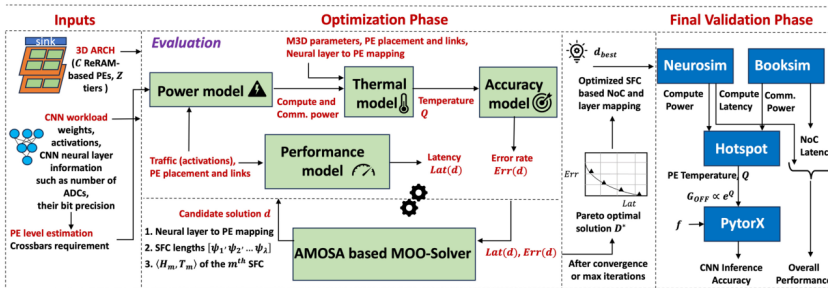 Inputs
sink
3D ARCH
(C ReRAM-
based PEs, Z
tiers )
CNN workload
weights,
activations,
CNN neural layer
information
such as number of
ADCs,
their bit precision
PE level estimation
Crossbars requirement
Optimization Phase
Evaluation
M3D parameters, PE placement and links,
Neural layer to PE mapping
Power model
Compute and
Comm. power
Thermal
model
Temperature
Q
Accuracy
model
Traffic (activations),
PE placement and links
Performance
model
Latency
Lat(d)
Error rate
Err(d)
Candidate solution d
1. Neural layer to PE mapping
2. SFC lengths [ψ₁, ψ₂, … ψ_λ]
3. ⟨H_m, T_m⟩ of the m^th SFC
AMOSA based MOO-Solver
Lat(d), Err(d)
d_best
Optimized SFC
based NoC and
layer mapping
Err
Lat
Pareto optimal
solution D*
After convergence
or max iterations
Final Validation Phase
Neurosim
Booksim
Compute
Power
Compute
Latency
Comm.
Power
Hotspot
NoC
Latency
PE Temperature, Q
G_OFF ∝ e^Q
f
PytorX
CNN Inference
Accuracy
Overall
Performance